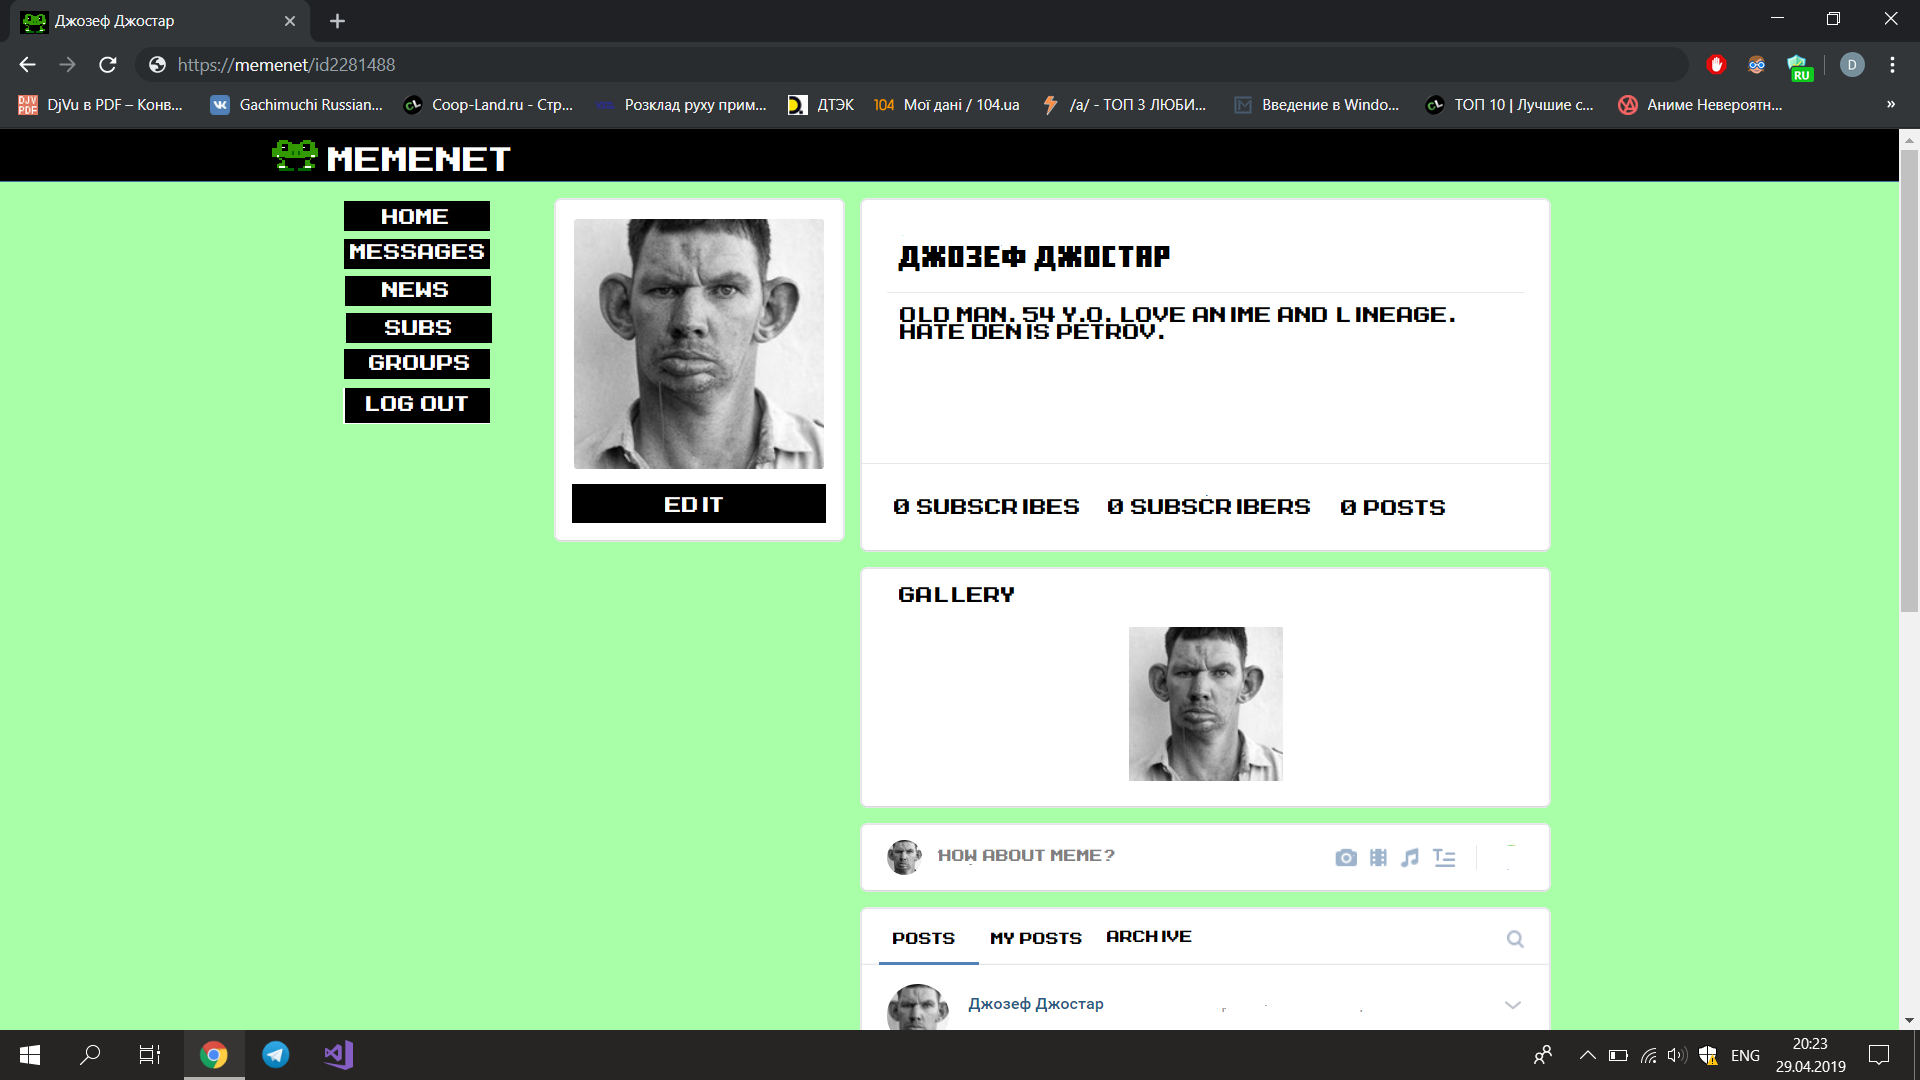 Джозеф Джостар
https://memenet/id2281488
RU
D
DjVu в PDF – Конв...
Gachimuchi Russian...
Coop-Land.ru - Стр...
Розклад руху прим...
ДТЭК
104 Мої дані / 104.ua
/a/ - ТОП 3 ЛЮБИ...
Введение в Windo...
ТОП 10 | Лучшие с...
Аниме Невероятн...
»
MEMENET
HOME
MESSAGES
NEWS
SUBS
GROUPS
LOG OUT
EDIT
ДЖОЗЕФ ДЖОСТАР
OLD MAN. 54 Y.O. LOVE ANIME AND LINEAGE.
HATE DENIS PETROV.
0 SUBSCRIBES 0 SUBSCRIBERS 0 POSTS
GALLERY
HOW ABOUT MEME?
POSTS MY POSTS ARCHIVE
Джозеф Джостар
ENG
20:23
29.04.2019